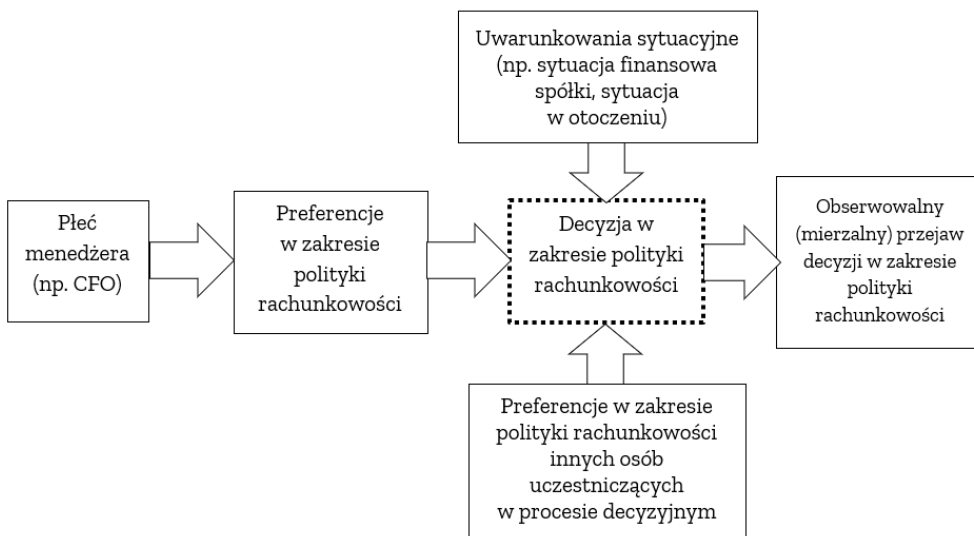 Uwarunkowania sytuacyjne
(np. sytuacja finansowa
spółki, sytuacja
w otoczeniu)
Płeć
menedżera
(np. CFO)
Preferencje
w zakresie
polityki
rachunkowości
Decyzja w
zakresie polityki
rachunkowości
Obserwowalny
(mierzalny) przejaw
decyzji w zakresie
polityki
rachunkowości
Preferencje w zakresie
polityki rachunkowości
innych osób
uczestniczących
w procesie decyzyjnym